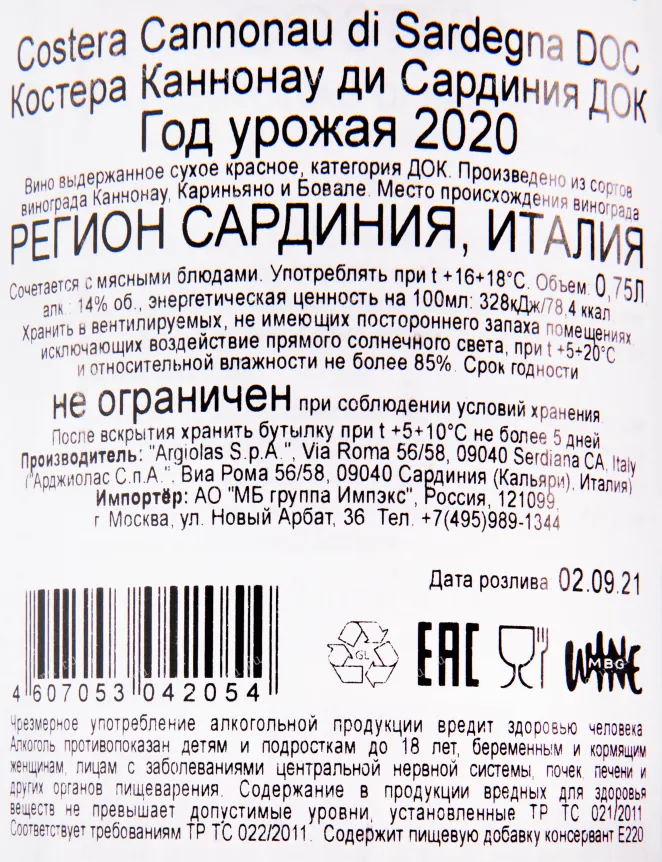 Costera Cannonau di Sardegna DOC
Костера Каннонау ди Сардиния ДОК
Год урожая 2020
Вино выдержанное сухое красное, категория ДОК. Произведено из сортов
винограда Каннонау, Кариньяно и Бовале. Место происхождения винограда
РЕГИОН САРДИНИЯ, ИТАЛИЯ
Сочетается с мясными блюдами. Употреблять при t +16+18°C. Объем: 0,75Л
алк.: 14% об., энергетическая ценность на 100мл: 328кДж/78,4 ккал
Хранить в вентилируемых, не имеющих постороннего запаха помещениях,
исключающих воздействие прямого солнечного света, при t +5+20°C
и относительной влажности не более 85%. Срок годности
не ограничен при соблюдении условий хранения.
После вскрытия хранить бутылку при t +5+10°C не более 5 дней.
Производитель: "Argiolas S.p.A.", Via Roma 56/58, 09040 Serdiana CA, Italy
("Арджиолас С.п.А.". Виа Рома 56/58, 09040 Сардиния (Кальяри), Италия)
Импортёр: АО "МБ группа Импэкс", Россия, 121099,
г. Москва, ул. Новый Арбат, 36 Тел. +7(495)989-1344
Дата розлива: 02.09.21
GL
EAC
WINE
MBG
4 607053 042054
Чрезмерное употребление алкогольной продукции вредит здоровью человека
Алкоголь противопоказан детям и подросткам до 18 лет, беременным и кормящим
женщинам, лицам с заболеваниями центральной нервной системы, почек, печени и
других органов пищеварения. Содержание в продукции вредных для здоровья
веществ не превышает допустимые уровни, установленные ТР ТС 021/2011
Соответствует требованиям ТР ТС 022/2011. Содержит пищевую добавку консервант Е220